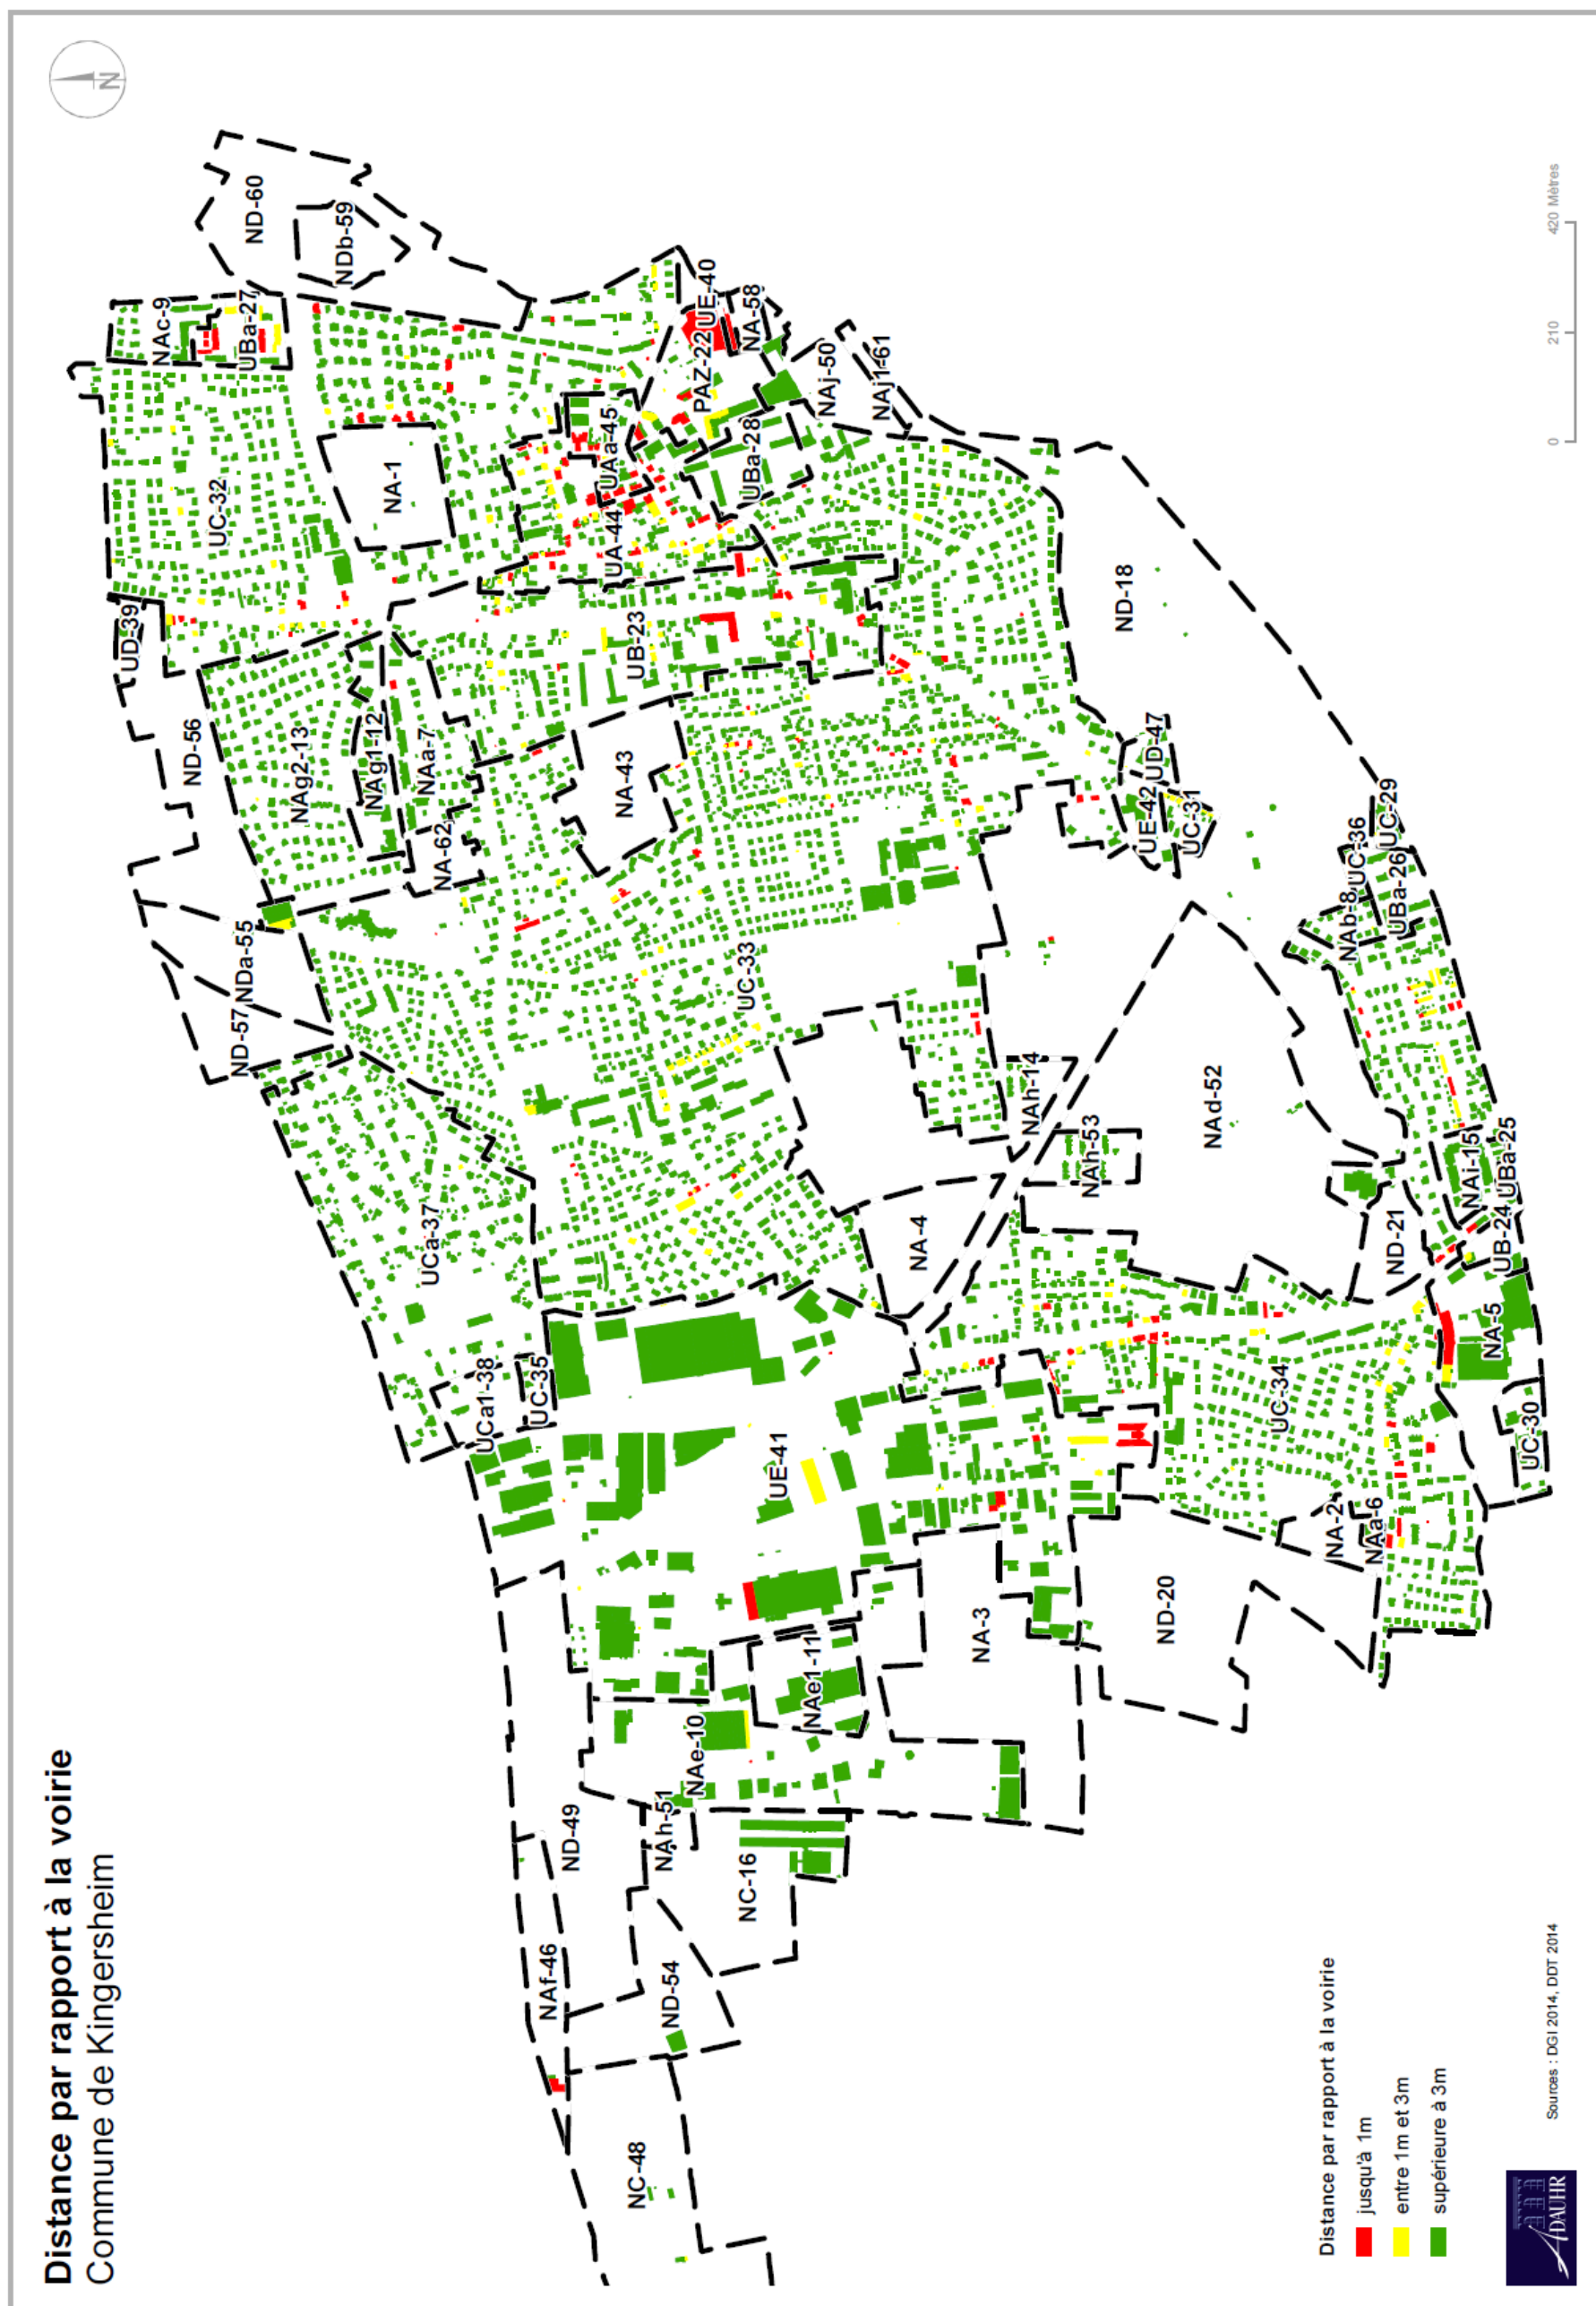 Distance par rapport à la voirie
Commune de Kingersheim
N
ND-60
NDb-59
NAc-9
UBa-27
UC-32
NA-1
UD-39
ND-56
NAg2-13
NAg1-12
NAa-7
NA-62
NDa-55
ND-57
UAa-45
UA-44
UB-23
NA-43
PAZ-22
UE-40
NA-58
UBa-28
NAj-50
NAj1-61
ND-18
UD-47
UE-42
UC-31
UC-29
UC-36
UBa-26
NAb-8
UC-33
UCa-37
UCa1-38
UC-35
UE-41
NAh-14
NAh-53
NAd-52
NA-4
ND-21
NAi-15
UBa-25
UB-24
NA-5
UC-30
UC-34
NA-2
NAa-6
ND-20
NA-3
NAe1-11
NAe-10
NAh-51
ND-49
NC-16
NAf-46
ND-54
NC-48
0
210
420 Mètres
Distance par rapport à la voirie
jusqu'à 1m
entre 1m et 3m
supérieure à 3m
ADAUHR
Sources : DGI 2014, DDT 2014